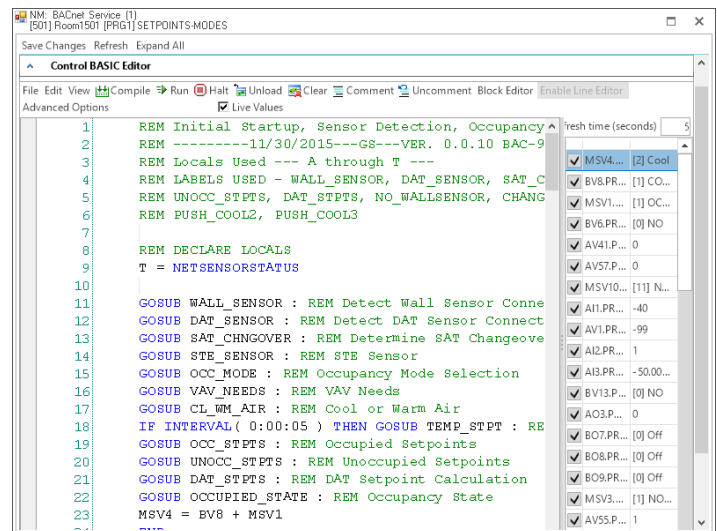 NM: BACnet Service (1)
[501] Room1501 [PRG1] SETPOINTS-MODES
Save Changes Refresh Expand All
Control BASIC Editor
File Edit View Compile Run Halt Unload Clear Comment Uncomment Block Editor Enable Line Editor
Advanced Options Live Values
fresh time (seconds) 5
1 REM Initial Startup, Sensor Detection, Occupancy
2 REM ---------11/30/2015---GS---VER. 0.0.10 BAC-9
3 REM Locals Used --- A through T ---
4 REM LABELS USED - WALL_SENSOR, DAT_SENSOR, SAT_C
5 REM UNOCC_STPTS, DAT_STPTS, NO_WALLSENSOR, CHANG
6 REM PUSH_COOL2, PUSH_COOL3
7
8 REM DECLARE LOCALS
9 T = NETSENSORSTATUS
10
11 GOSUB WALL_SENSOR : REM Detect Wall Sensor Conne
12 GOSUB DAT_SENSOR : REM Detect DAT Sensor Connect
13 GOSUB SAT_CHNGOVER : REM Determine SAT Changeove
14 GOSUB STE_SENSOR : REM STE Sensor
15 GOSUB OCC_MODE : REM Occupancy Mode Selection
16 GOSUB VAV_NEEDS : REM VAV Needs
17 GOSUB CL_WM_AIR : REM Cool or Warm Air
18 IF INTERVAL( 0:00:05 ) THEN GOSUB TEMP_STPT : RE
19 GOSUB OCC_STPTS : REM Occupied Setpoints
20 GOSUB UNOCC_STPTS : REM Unoccupied Setpoints
21 GOSUB DAT_STPTS : REM DAT Setpoint Calculation
22 GOSUB OCCUPIED_STATE : REM Occupancy State
23 MSV4 = BV8 + MSV1
MSV4.... [2] Cool
BV8.PR... [1] CO...
MSV1.... [1] OC...
BV6.PR... [0] NO
AV41.P... 0
AV57.P... 0
MSV10... [11] N...
AI1.PR... -40
AV1.PR... -99
AI2.PR... 1
AI3.PR... -50.00...
BV13.P... [0] NO
AO3.P... 0
BO7.PR... [0] Off
BO8.PR... [0] Off
BO9.PR... [0] Off
MSV3.... [1] NO...
AV55.P... 1